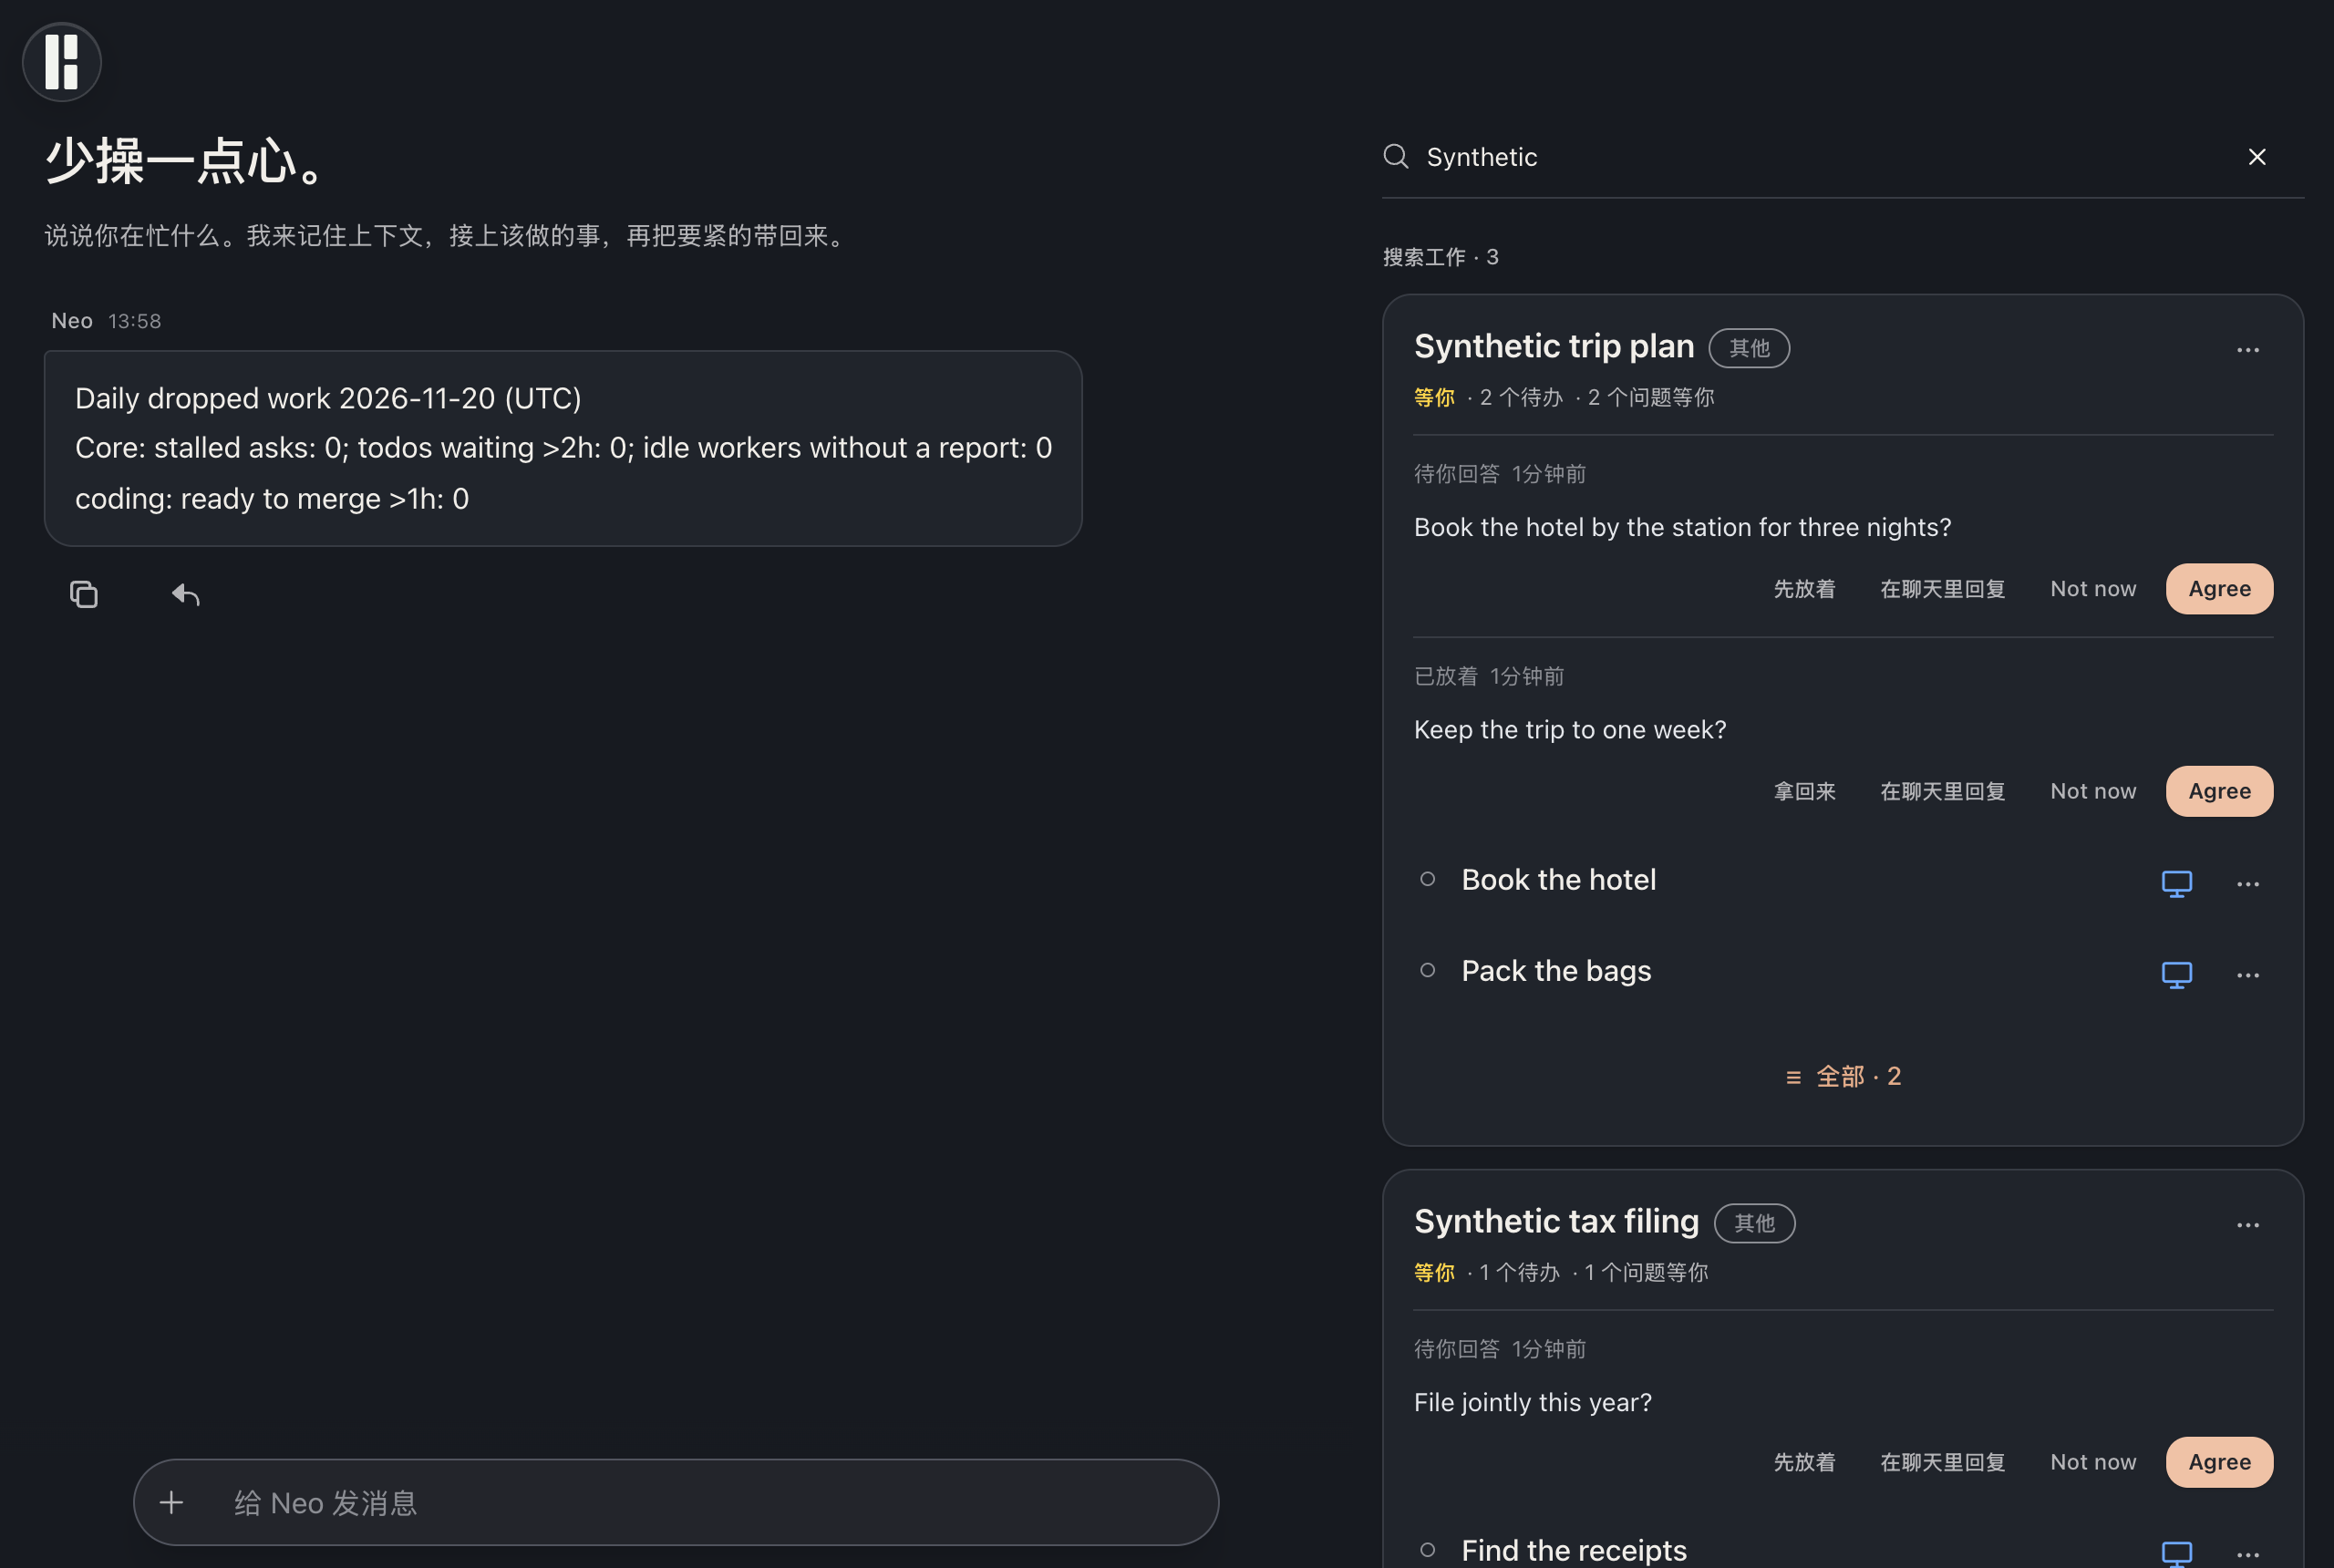 少操一点心。
说说你在忙什么。我来记住上下文，接上该做的事，再把要紧的带回来。
Neo 13:58
Daily dropped work 2026-11-20 (UTC)
Core: stalled asks: 0; todos waiting >2h: 0; idle workers without a report: 0
coding: ready to merge >1h: 0
给 Neo 发消息
Synthetic
搜索工作 · 3
Synthetic trip plan 其他
等你 · 2 个待办 · 2 个问题等你
待你回答 1分钟前
Book the hotel by the station for three nights?
先放着 在聊天里回复 Not now Agree
已放着 1分钟前
Keep the trip to one week?
拿回来 在聊天里回复 Not now Agree
Book the hotel
Pack the bags
全部 · 2
Synthetic tax filing 其他
等你 · 1 个待办 · 1 个问题等你
待你回答 1分钟前
File jointly this year?
先放着 在聊天里回复 Not now Agree
Find the receipts